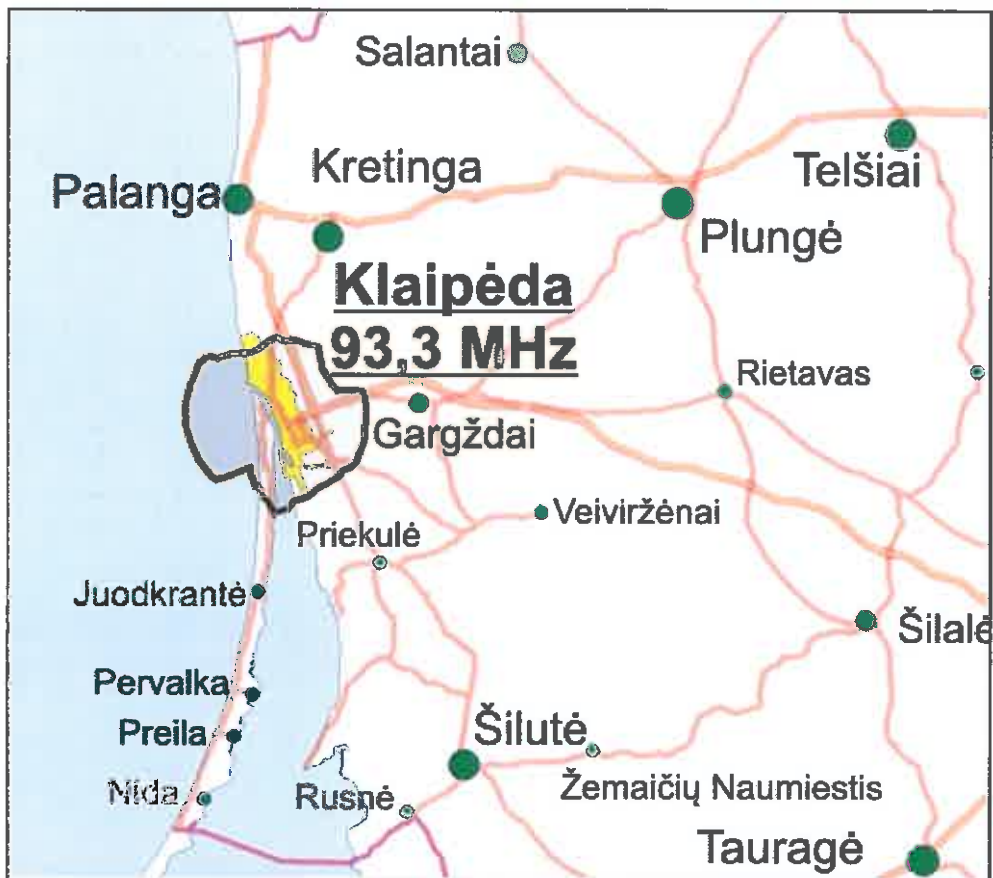 Salantai
Kretinga
Telšiai
Palanga
Plungė
Klaipėda
93,3 MHz
Rietavas
Gargždai
Veiviržėnai
Priekulė
Juodkrantė
Šilalė
Pervalka
Preila
Šilutė
Nida
Rusnė
Žemaičių Naumiestis
Tauragė